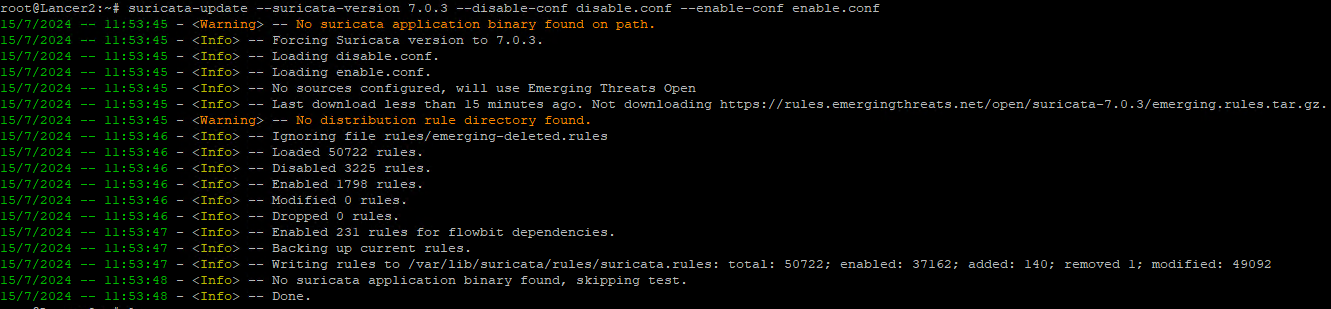 root@Lancer2:~# suricata-update --suricata-version 7.0.3 --disable-conf disable.conf --enable-conf enable.conf
15/7/2024 -- 11:53:45 - <Warning> -- No suricata application binary found on path.
15/7/2024 -- 11:53:45 - <Info> -- Forcing Suricata version to 7.0.3.
15/7/2024 -- 11:53:45 - <Info> -- Loading disable.conf.
15/7/2024 -- 11:53:45 - <Info> -- Loading enable.conf.
15/7/2024 -- 11:53:45 - <Info> -- No sources configured, will use Emerging Threats Open
15/7/2024 -- 11:53:45 - <Info> -- Last download less than 15 minutes ago. Not downloading https://rules.emergingthreats.net/open/suricata-7.0.3/emerging.rules.tar.gz.
15/7/2024 -- 11:53:45 - <Warning> -- No distribution rule directory found.
15/7/2024 -- 11:53:46 - <Info> -- Ignoring file rules/emerging-deleted.rules
15/7/2024 -- 11:53:46 - <Info> -- Loaded 50722 rules.
15/7/2024 -- 11:53:46 - <Info> -- Disabled 3225 rules.
15/7/2024 -- 11:53:46 - <Info> -- Enabled 1798 rules.
15/7/2024 -- 11:53:46 - <Info> -- Modified 0 rules.
15/7/2024 -- 11:53:46 - <Info> -- Dropped 0 rules.
15/7/2024 -- 11:53:47 - <Info> -- Enabled 231 rules for flowbit dependencies.
15/7/2024 -- 11:53:47 - <Info> -- Backing up current rules.
15/7/2024 -- 11:53:47 - <Info> -- Writing rules to /var/lib/suricata/rules/suricata.rules: total: 50722; enabled: 37162; added: 140; removed 1; modified: 49092
15/7/2024 -- 11:53:48 - <Info> -- No suricata application binary found, skipping test.
15/7/2024 -- 11:53:48 - <Info> -- Done.